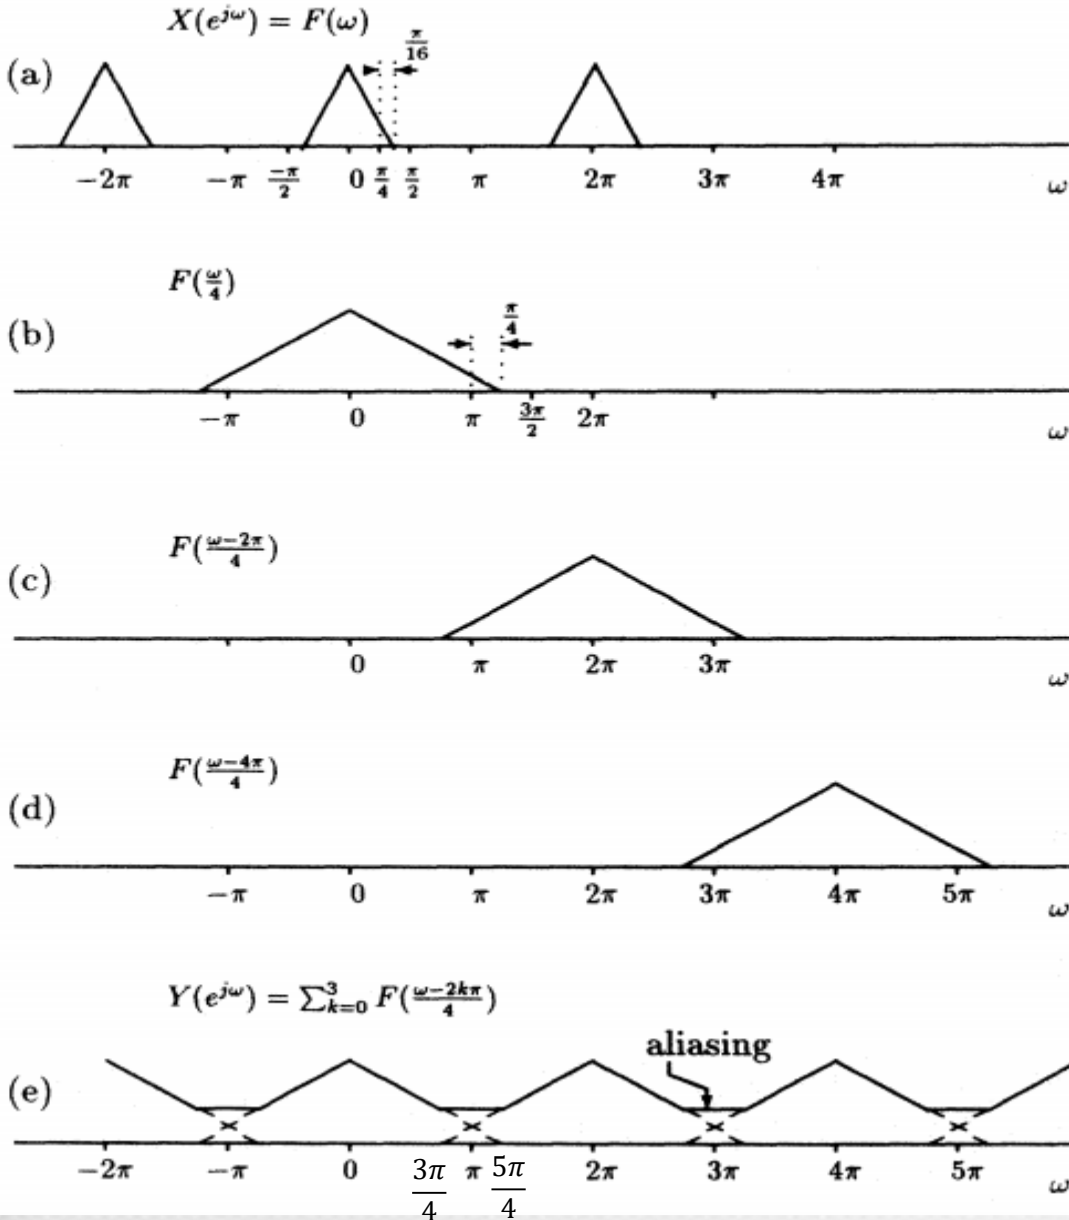 X(e^{jω}) = F(ω)
π/16
(a)
−2π −π −π/2 0 π/4 π/2 π 2π 3π 4π ω
F(ω/4)
π/4
(b)
−π 0 π 3π/2 2π ω
F((ω−2π)/4)
(c)
−π 0 π 2π 3π ω
F((ω−4π)/4)
(d)
−π 0 π 2π 3π 4π 5π ω
Y(e^{jω}) = ∑_{k=0}^{3} F((ω−2kπ)/4)
aliasing
(e)
−2π −π 0 3π/4 π 5π/4 2π 3π 4π 5π ω